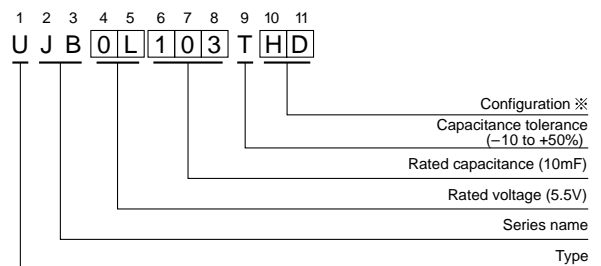 1 2 3 4 5 6 7 8 9 10 11
U J B 0 L 1 0 3 T H D
Configuration ※
Capacitance tolerance
(–10 to +50%)
Rated capacitance (10mF)
Rated voltage (5.5V)
Series name
Type